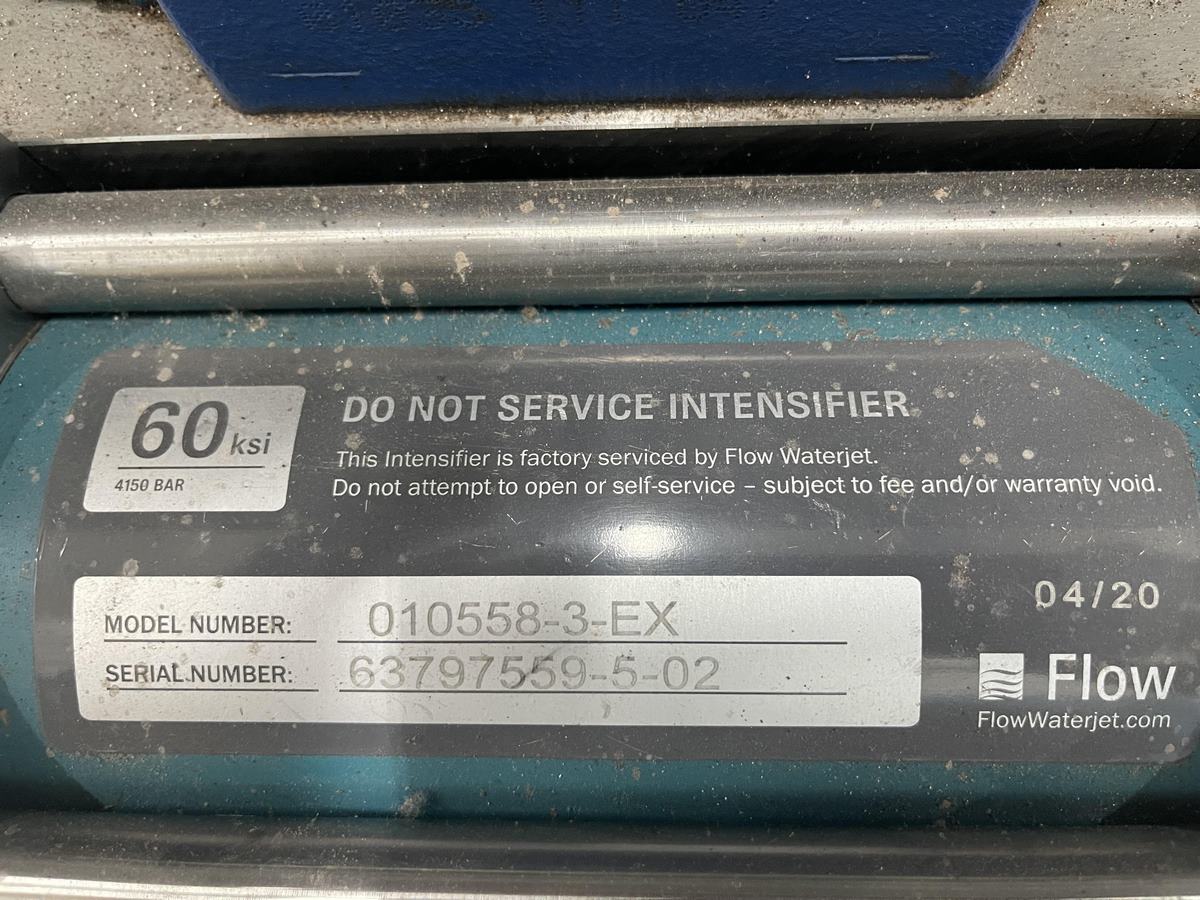 60 ksi
4150 BAR
DO NOT SERVICE INTENSIFIER
This Intensifier is factory serviced by Flow Waterjet.
Do not attempt to open or self-service – subject to fee and/or warranty void.
MODEL NUMBER: 010558-3-EX
SERIAL NUMBER: 63797559-5-02
04/20
Flow
FlowWaterjet.com